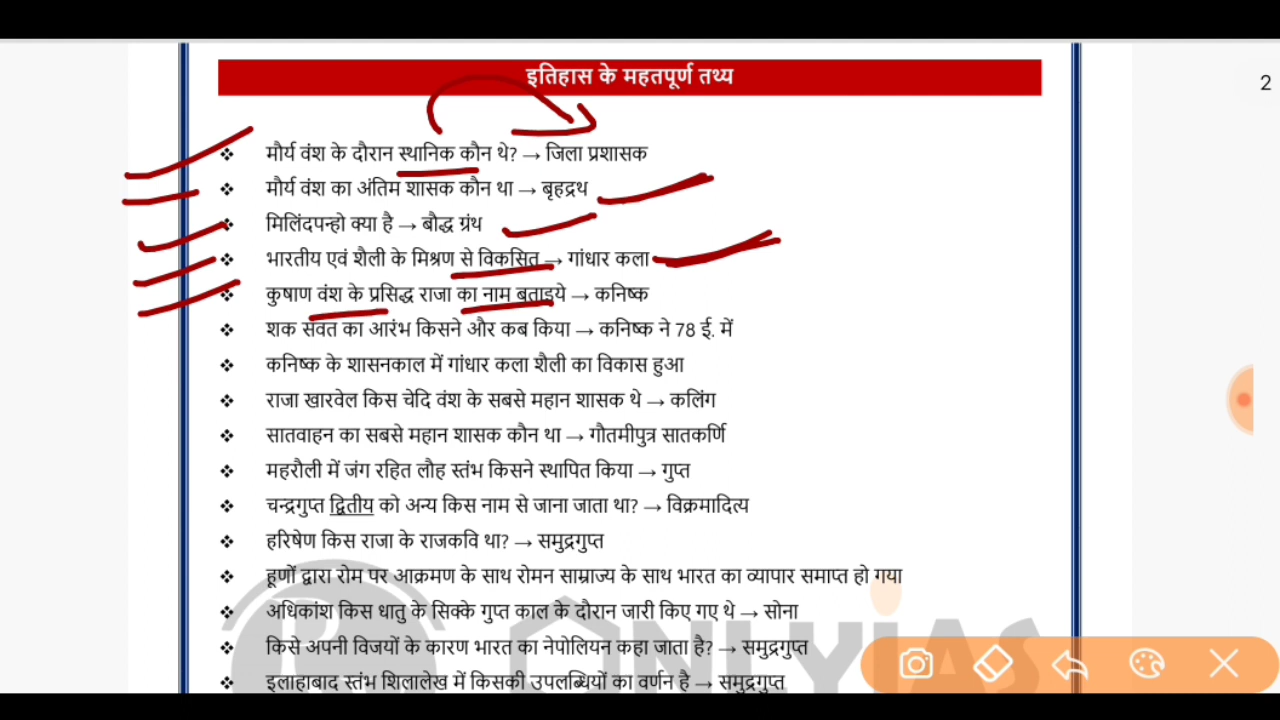 इतिहास के महतपूर्ण तथ्य
2
❖ मौर्य वंश के दौरान स्थानिक कौन थे? → जिला प्रशासक
❖ मौर्य वंश का अंतिम शासक कौन था → बृहद्रथ
❖ मिलिंदपन्हो क्या है → बौद्ध ग्रंथ
❖ भारतीय एवं शैली के मिश्रण से विकसित → गांधार कला
❖ कुषाण वंश के प्रसिद्ध राजा का नाम बताइये → कनिष्क
❖ शक संवत का आरंभ किसने और कब किया → कनिष्क ने 78 ई. में
❖ कनिष्क के शासनकाल में गांधार कला शैली का विकास हुआ
❖ राजा खारवेल किस चेदि वंश के सबसे महान शासक थे → कलिंग
❖ सातवाहन का सबसे महान शासक कौन था → गौतमीपुत्र सातकर्णि
❖ महरौली में जंग रहित लौह स्तंभ किसने स्थापित किया → गुप्त
❖ चन्द्रगुप्त द्वितीय को अन्य किस नाम से जाना जाता था? → विक्रमादित्य
❖ हरिषेण किस राजा के राजकवि था? → समुद्रगुप्त
❖ हूणों द्वारा रोम पर आक्रमण के साथ रोमन साम्राज्य के साथ भारत का व्यापार समाप्त हो गया
❖ अधिकांश किस धातु के सिक्के गुप्त काल के दौरान जारी किए गए थे → सोना
❖ किसे अपनी विजयों के कारण भारत का नेपोलियन कहा जाता है? → समुद्रगुप्त
❖ इलाहाबाद स्तंभ शिलालेख में किसकी उपलब्धियों का वर्णन है → समुद्रगुप्त
ONLYIAS